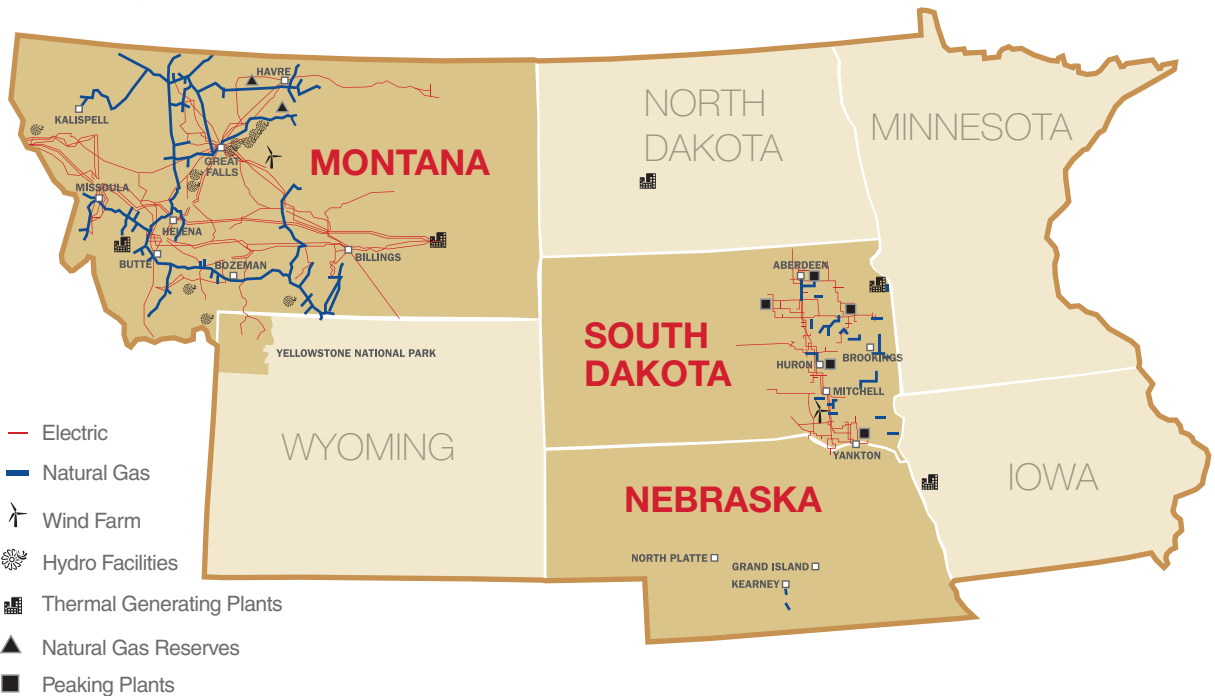 HAVRE
KALISPELL
GREAT
FALLS
MISSOULA
HELENA
BUTTE
BOZEMAN
BILLINGS
MONTANA
NORTH
DAKOTA
MINNESOTA
ABERDEEN
SOUTH
DAKOTA
HURON
BROOKINGS
MITCHELL
YANKTON
YELLOWSTONE NATIONAL PARK
WYOMING
NEBRASKA
IOWA
NORTH PLATTE
GRAND ISLAND
KEARNEY
Electric
Natural Gas
Wind Farm
Hydro Facilities
Thermal Generating Plants
Natural Gas Reserves
Peaking Plants